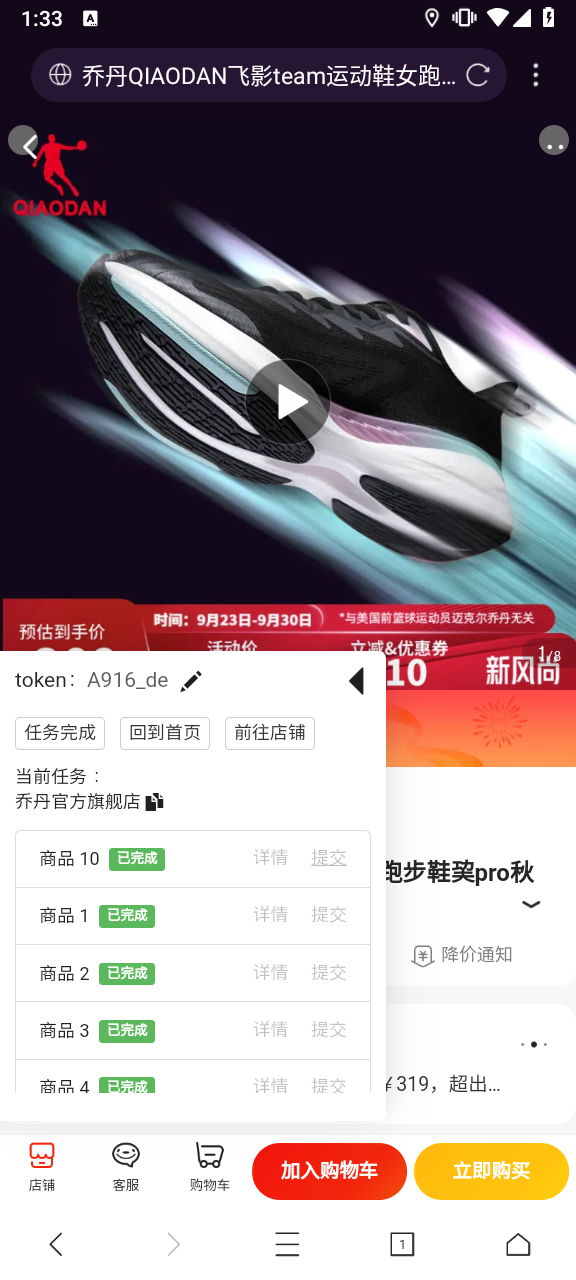 1:33
A
乔丹QIAODAN飞影team运动鞋女跑…
QIAODAN
时间：9月23日-9月30日
*与美国前篮球运动员迈克尔乔丹无关
预估到手价
活动价
立减&优惠券
1/8
10
新风尚
token： A916_de
任务完成
回到首页
前往店铺
当前任务：
乔丹官方旗舰店
商品 10 已完成 详情 提交
商品 1 已完成 详情 提交
商品 2 已完成 详情 提交
商品 3 已完成 详情 提交
商品 4 已完成 详情 提交
跑步鞋巭pro秋
降价通知
¥319，超出…
店铺
客服
购物车
加入购物车
立即购买
1